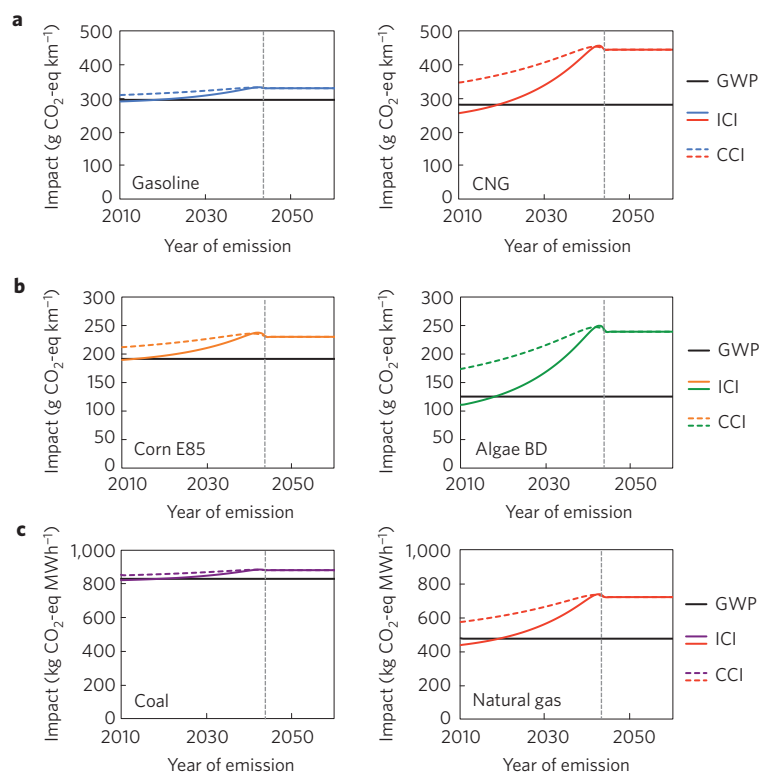 a
Impact (g CO2-eq km−1)
500
400
300
200
100
0
Gasoline
2010
2030
2050
Year of emission
Impact (g CO2-eq km−1)
500
400
300
200
100
0
CNG
2010
2030
2050
Year of emission
GWP
ICI
CCI
b
Impact (g CO2-eq km−1)
300
250
200
150
100
50
0
Corn E85
2010
2030
2050
Year of emission
Impact (g CO2-eq km−1)
300
250
200
150
100
50
0
Algae BD
2010
2030
2050
Year of emission
GWP
ICI
CCI
c
Impact (kg CO2-eq MWh−1)
1,000
800
600
400
200
0
Coal
2010
2030
2050
Year of emission
Impact (kg CO2-eq MWh−1)
1,000
800
600
400
200
0
Natural gas
2010
2030
2050
Year of emission
GWP
ICI
CCI